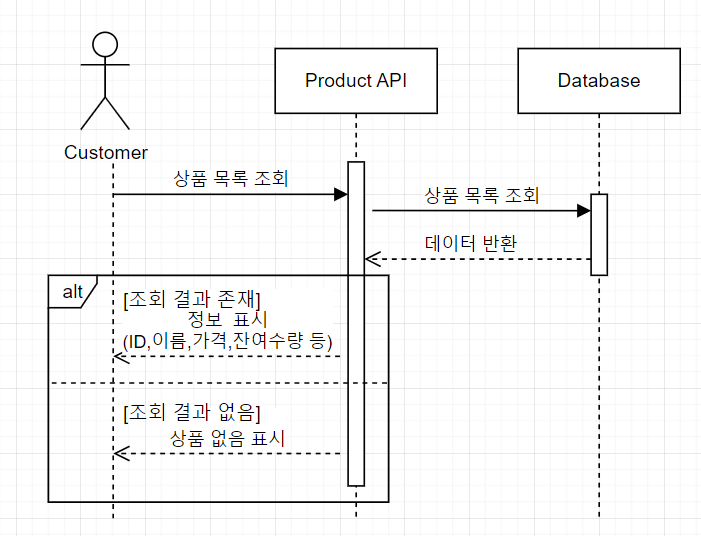 Product API
Database
Customer
상품 목록 조회
상품 목록 조회
데이터 반환
alt
[조회 결과 존재]
정보 표시
(ID,이름,가격,잔여수량 등)
[조회 결과 없음]
상품 없음 표시